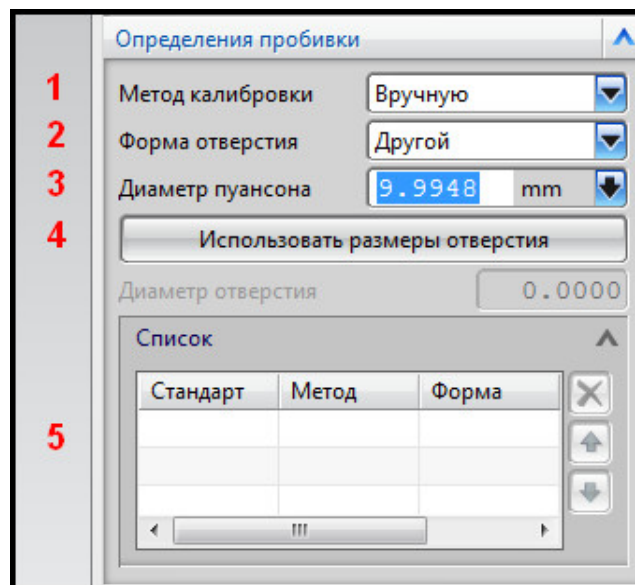 Определения пробивки
1 Метод калибровки Вручную
2 Форма отверстия Другой
3 Диаметр пуансона 9.9948 mm
4 Использовать размеры отверстия
Диаметр отверстия 0.0000
Список
Стандарт Метод Форма
5